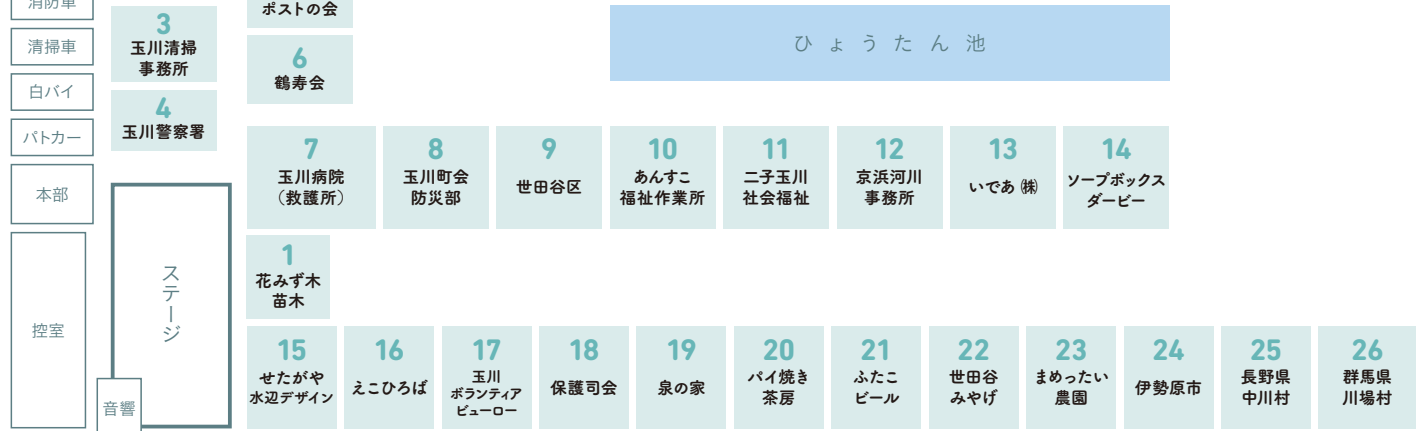 消防車
清掃車
白バイ
パトカー
本部
控室
ステージ
音響
3
玉川清掃
事務所
4
玉川警察署
ポストの会
6
鶴寿会
ひょうたん池
7
玉川病院
（救護所）
8
玉川町会
防災部
9
世田谷区
10
あんすこ
福祉作業所
11
二子玉川
社会福祉
12
京浜河川
事務所
13
いであ ㈱
14
ソープボックス
ダービー
1
花みず木
苗木
15
せたがや
水辺デザイン
16
えこひろば
17
玉川
ボランティア
ビューロー
18
保護司会
19
泉の家
20
パイ焼き
茶房
21
ふたこ
ビール
22
世田谷
みやげ
23
まめったい
農園
24
伊勢原市
25
長野県
中川村
26
群馬県
川場村